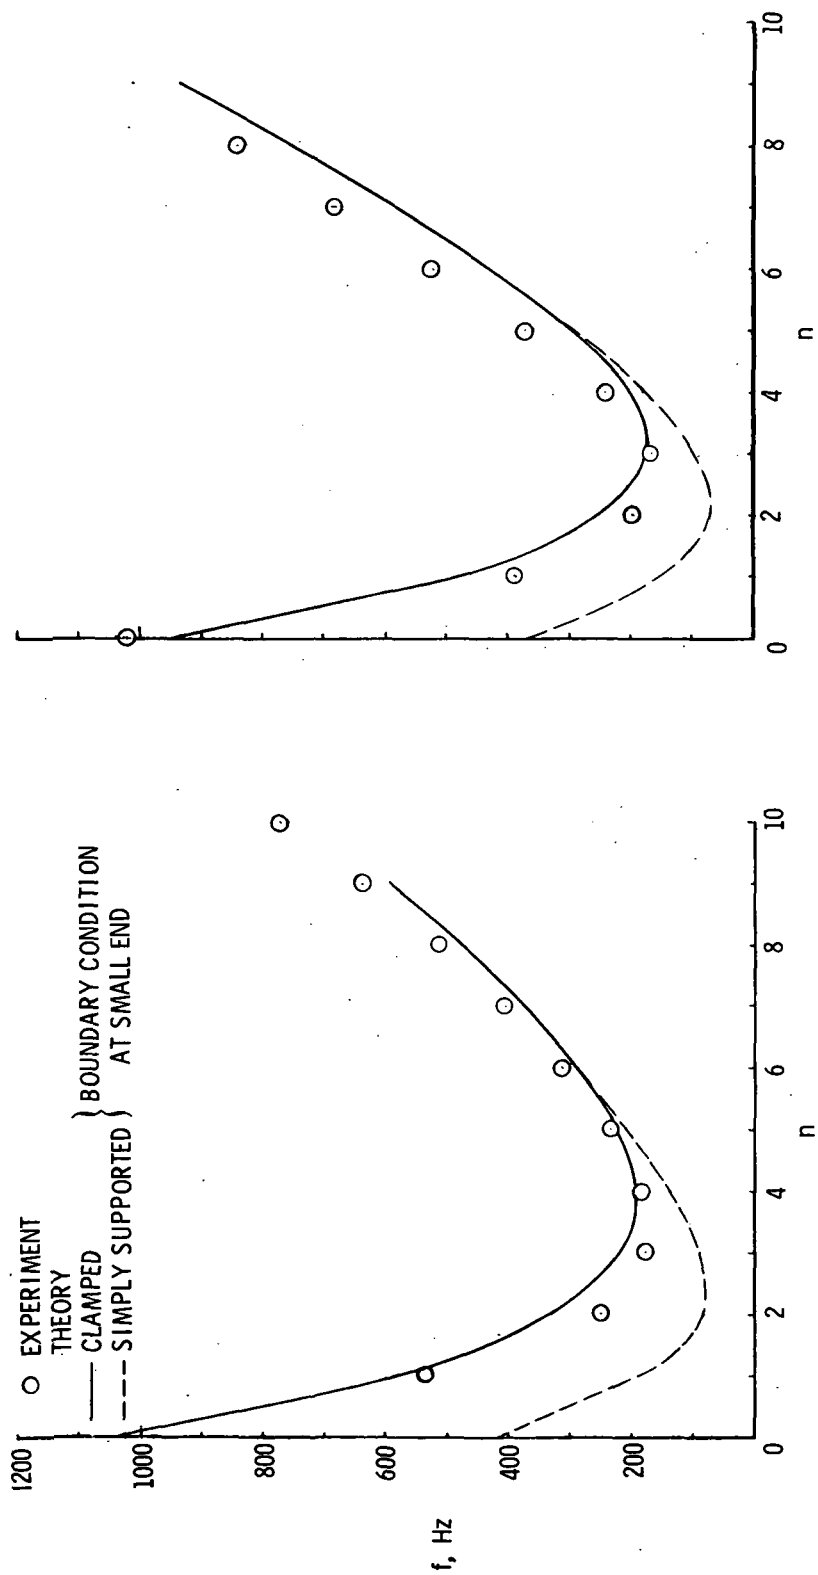 EXPERIMENT
THEORY
CLAMPED } BOUNDARY CONDITION
SIMPLY SUPPORTED } AT SMALL END
f, Hz
1200
1000
800
600
400
200
0
2
4
6
8
10
n
0
2
4
6
8
10
n